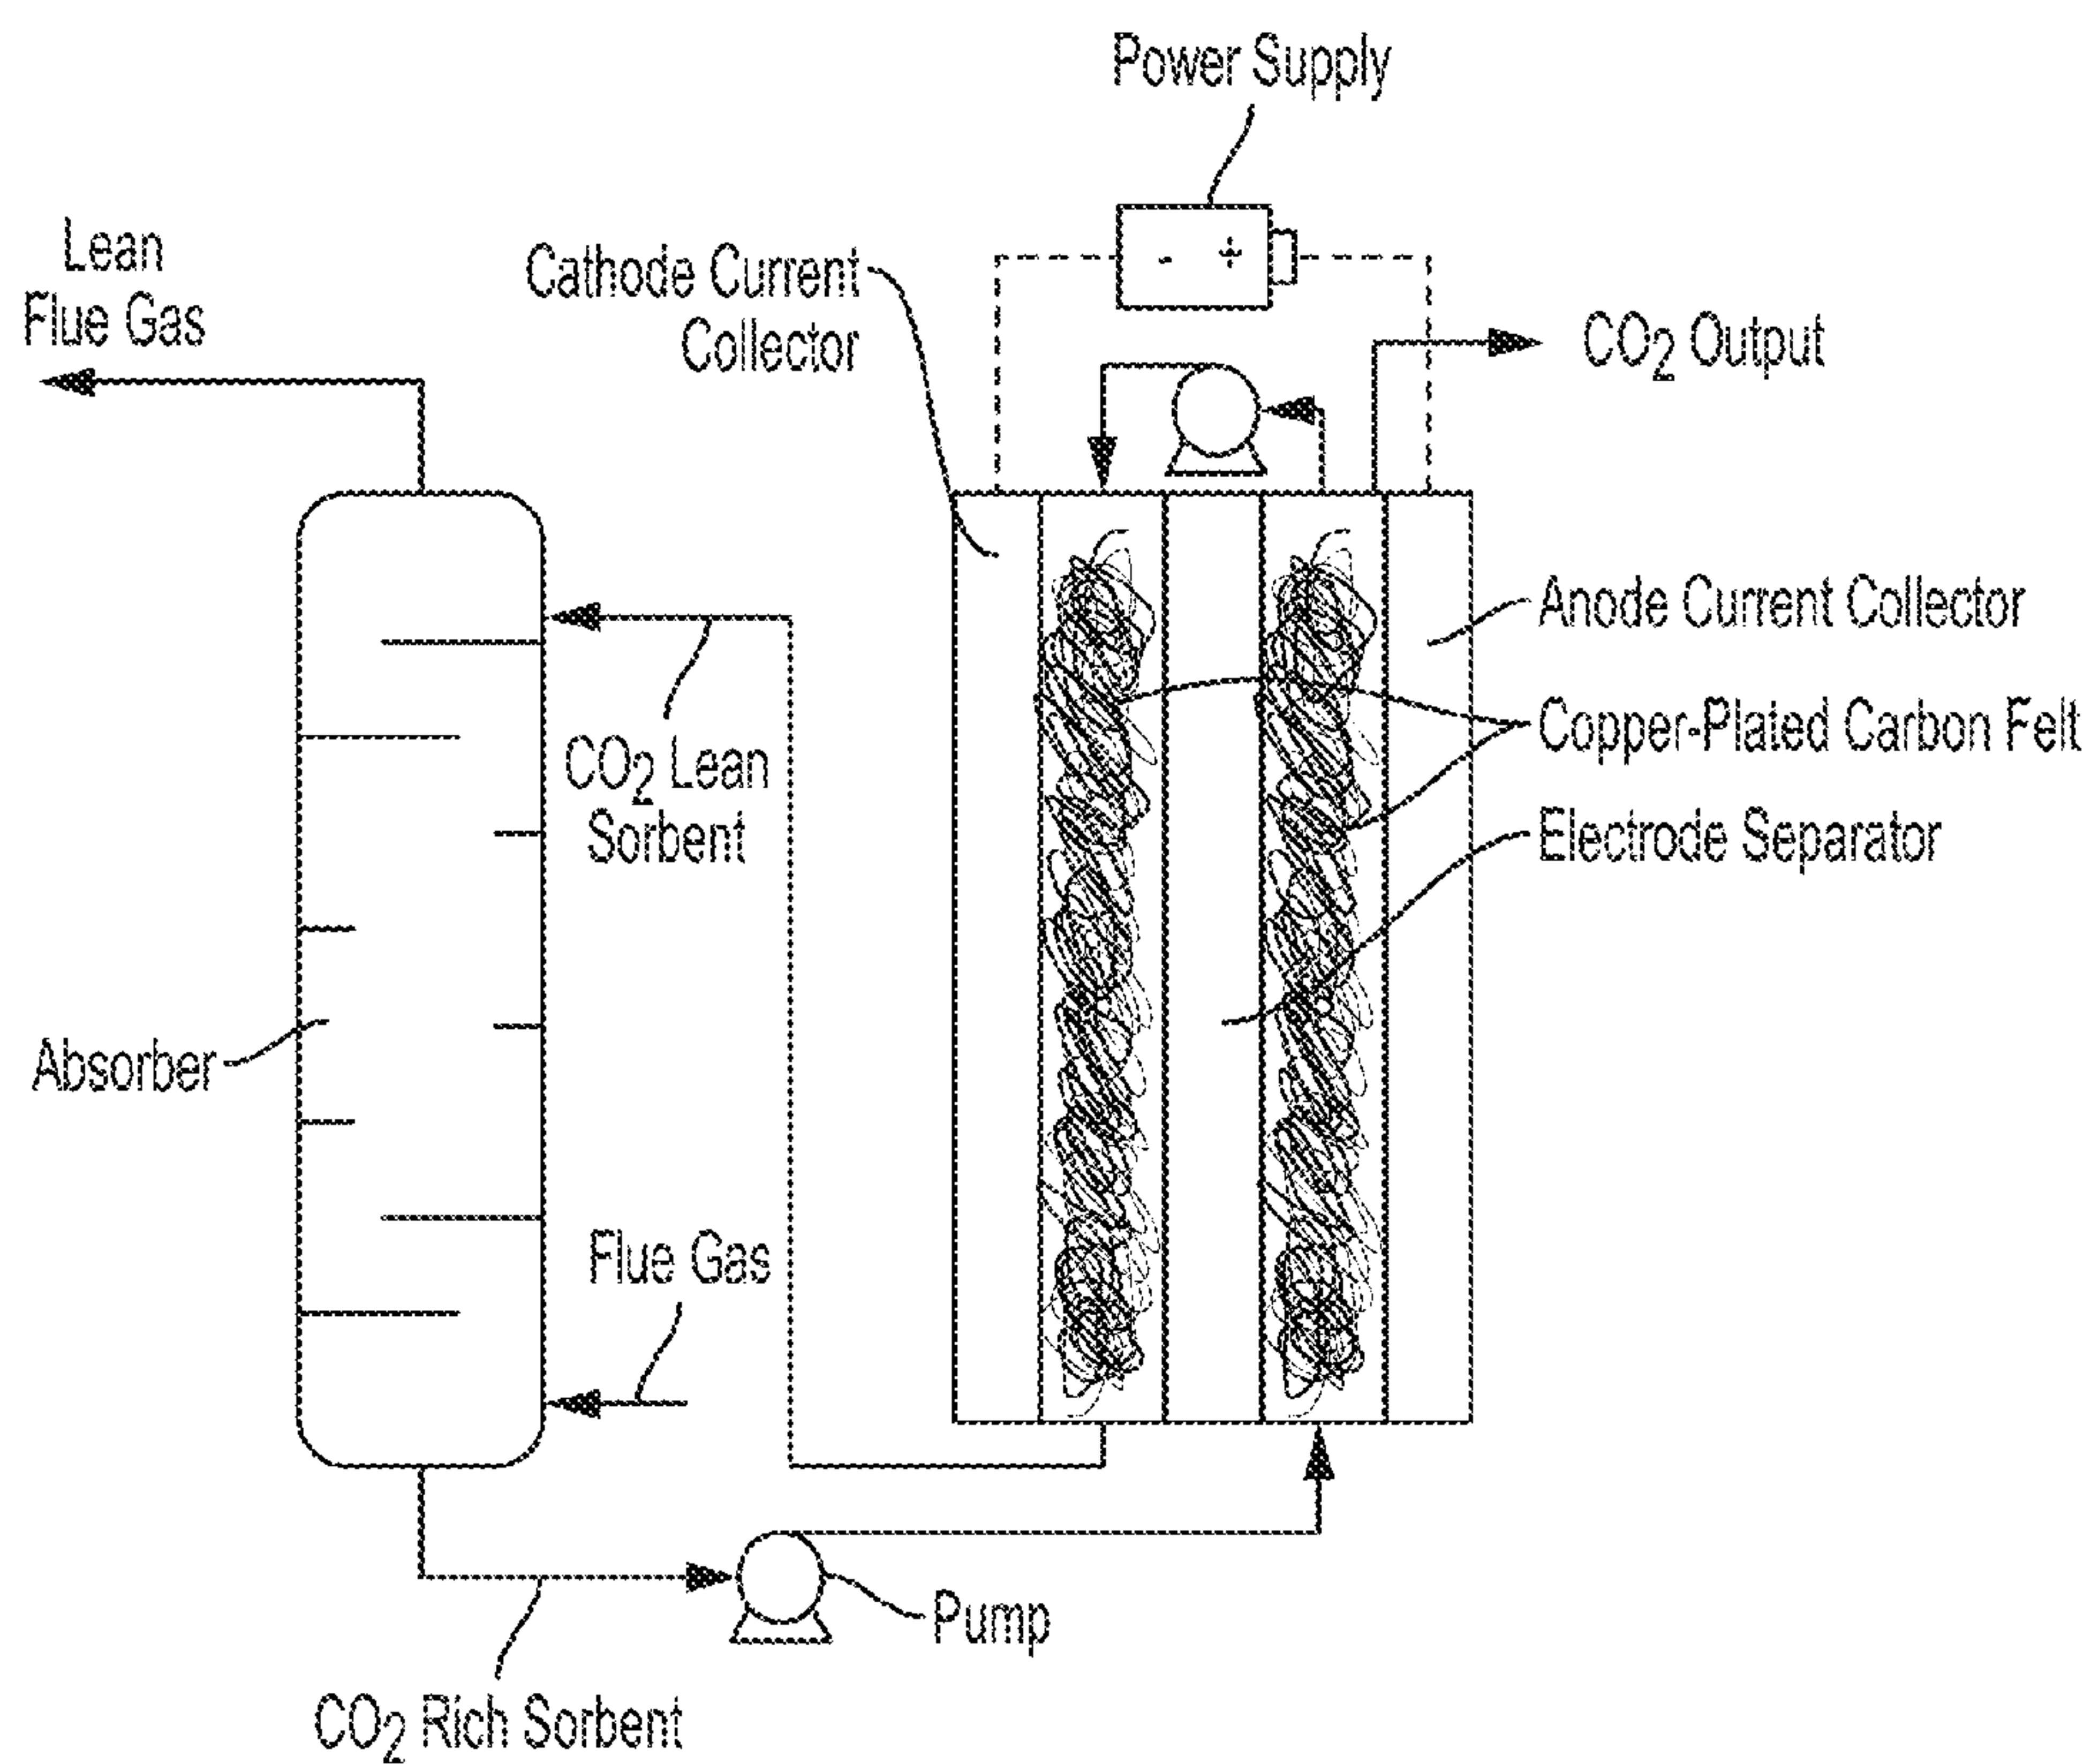 Power Supply
Lean
Flue Gas
Cathode Current
Collector
- +
CO2 Output
Anode Current Collector
Copper-Plated Carbon Felt
CO2 Lean
Sorbent
Electrode Separator
Absorber
Flue Gas
Pump
CO2 Rich Sorbent